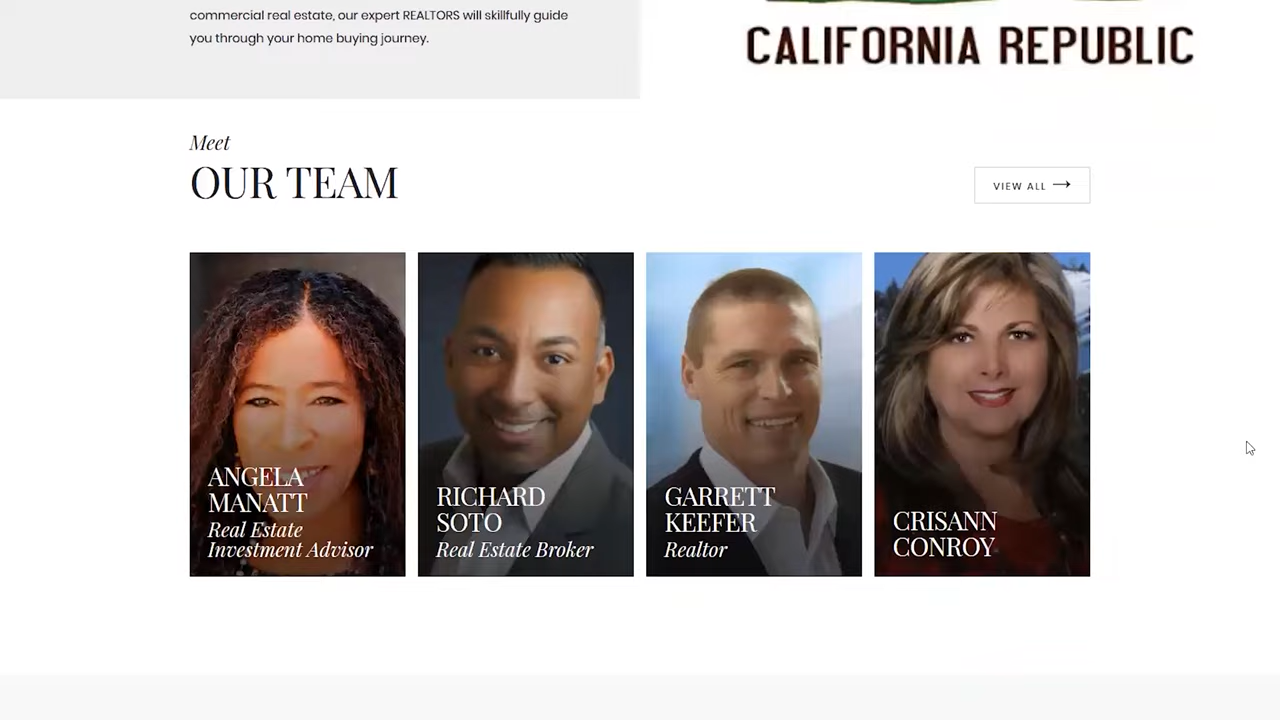 commercial real estate, our expert REALTORS will skillfully guide
you through your home buying journey.
CALIFORNIA REPUBLIC
Meet
OUR TEAM
VIEW ALL →
ANGELA
MANATT
Real Estate
Investment Advisor
RICHARD
SOTO
Real Estate Broker
GARRETT
KEEFER
Realtor
CRISANN
CONROY